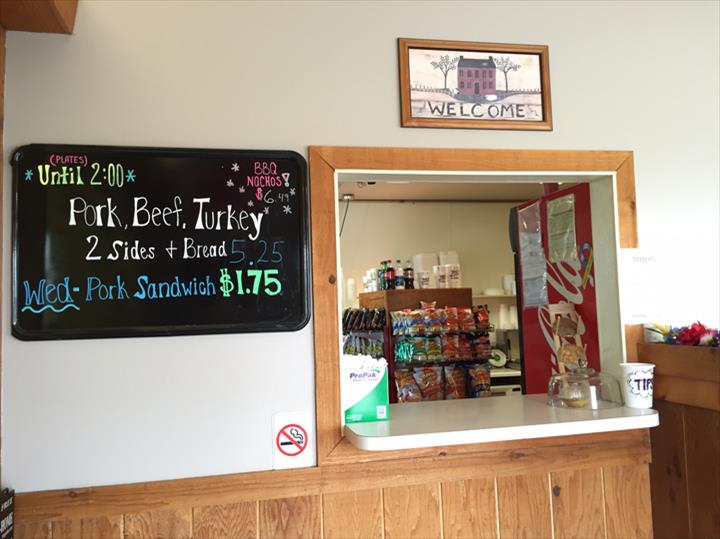 (PLATES)
*UNTIL 2:00*
BBQ
NOCHOS!
$6.49
Pork, Beef, Turkey
2 Sides + Bread 5.25
Wed- Pork Sandwich $1.75
WELCOME
ProPak
TIPS